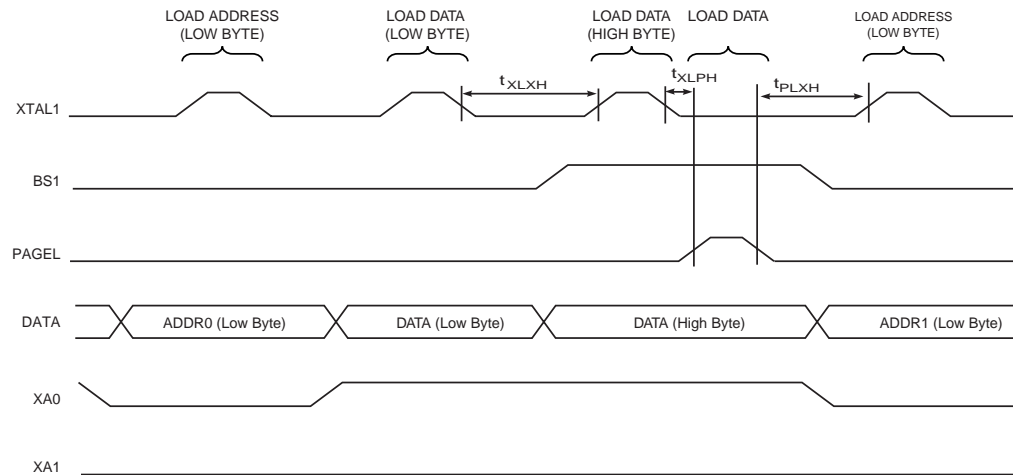 LOAD ADDRESS
(LOW BYTE)
LOAD DATA
(LOW BYTE)
LOAD DATA
(HIGH BYTE)
LOAD DATA
LOAD ADDRESS
(LOW BYTE)
tXLXH
tXLPH
tPLXH
XTAL1
BS1
PAGEL
DATA
ADDR0 (Low Byte)
DATA (Low Byte)
DATA (High Byte)
ADDR1 (Low Byte)
XA0
XA1